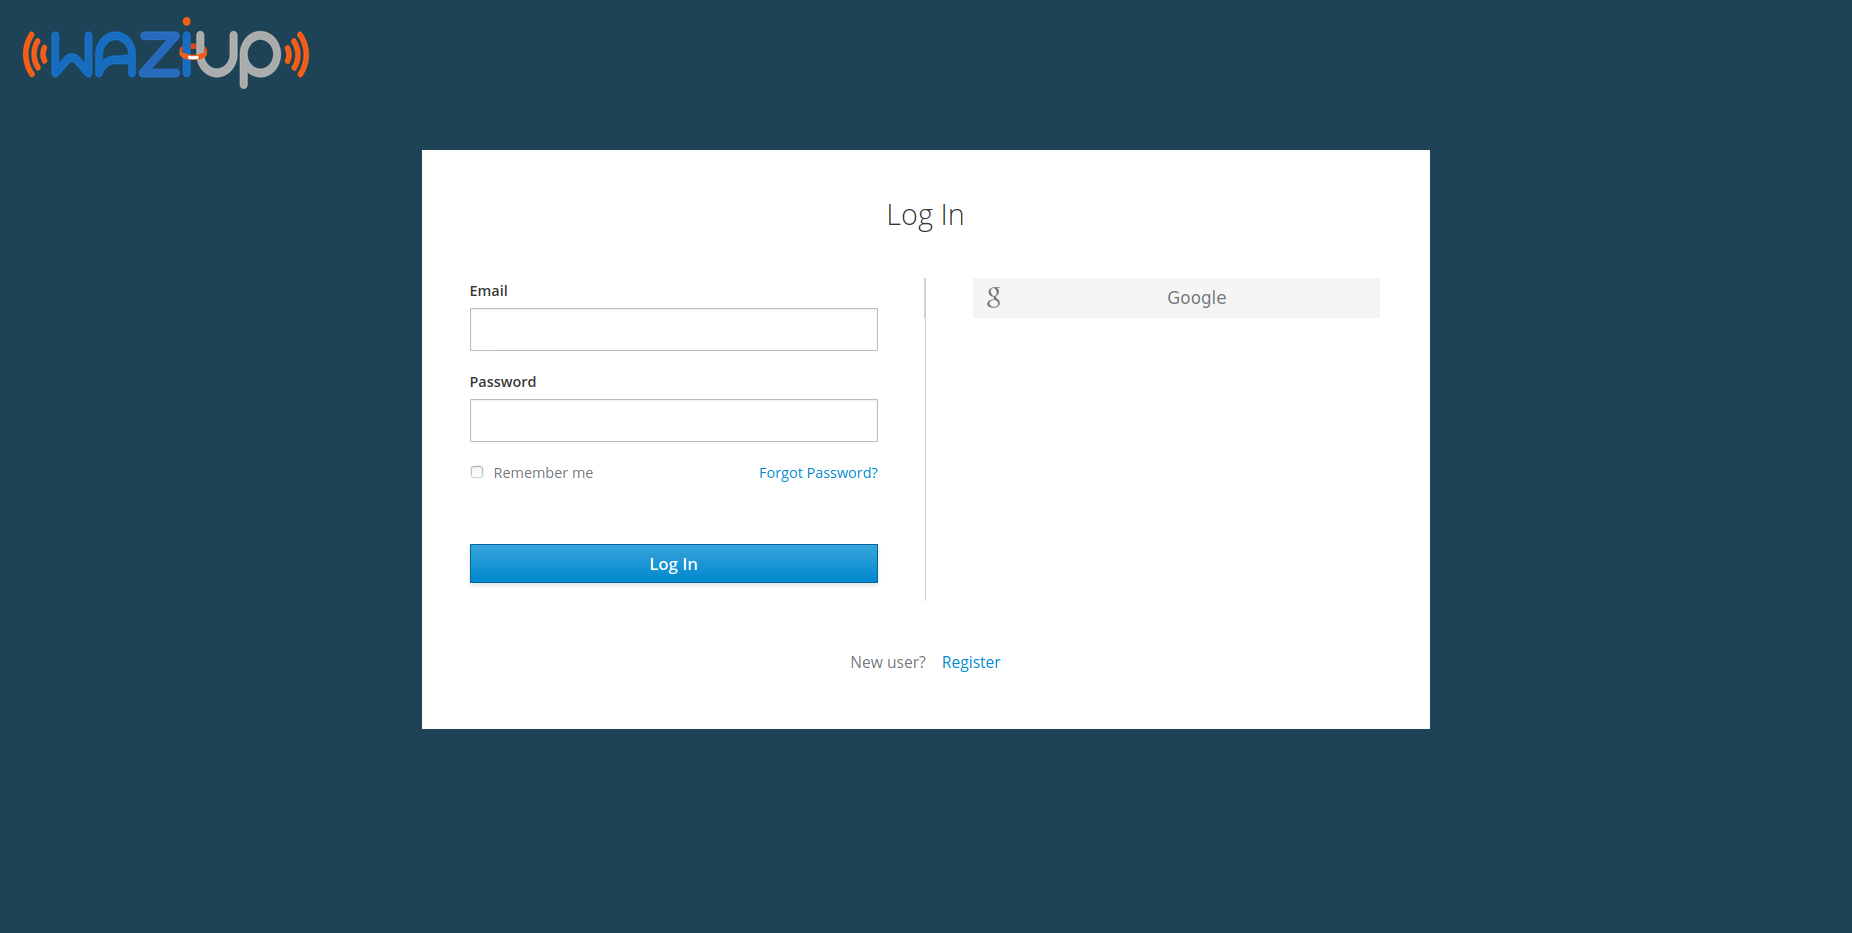 waziup
Log In
Email
Password
Remember me
Forgot Password?
Log In
g
Google
New user? Register